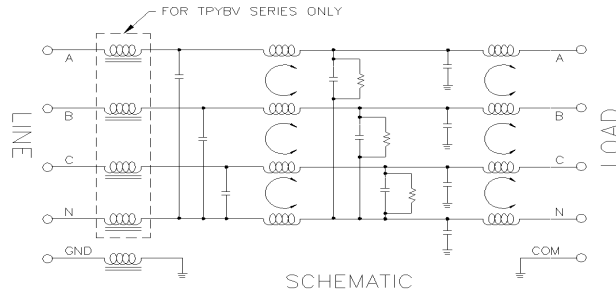 FOR TPYBV SERIES ONLY
A
A
B
B
C
C
N
N
GND
COM
LINE
LOAD
SCHEMATIC